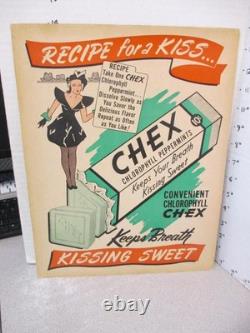 RECIPE for a KISS...
RECIPE
Take One CHEX
Chlorophyll
Peppermint...
Dissolve Slowly as
You Savor the
Delicious Flavor
Repeat as Often
as You Like!
CHEX
CHLOROPHYLL PEPPERMINTS
Keeps Your Breath
Kissing Sweet
5¢
CONVENIENT
CHLOROPHYLL
CHEX
Keeps Breath
KISSING SWEET